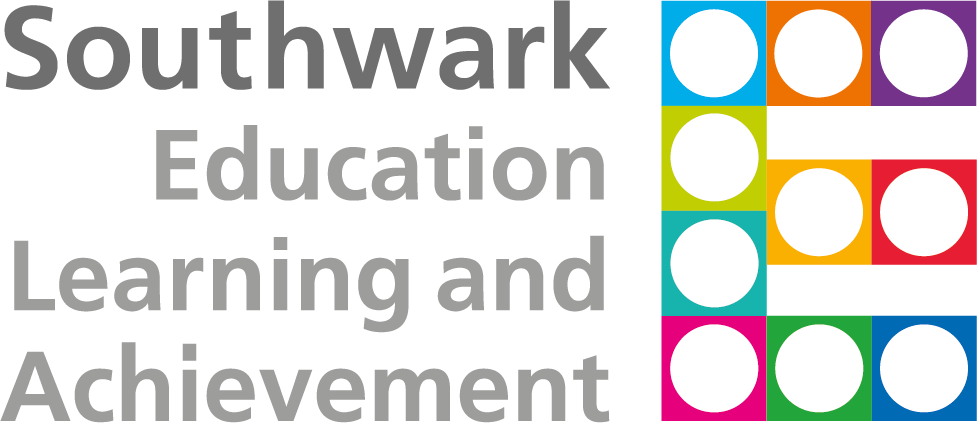 Southwark
Education
Learning and
Achievement